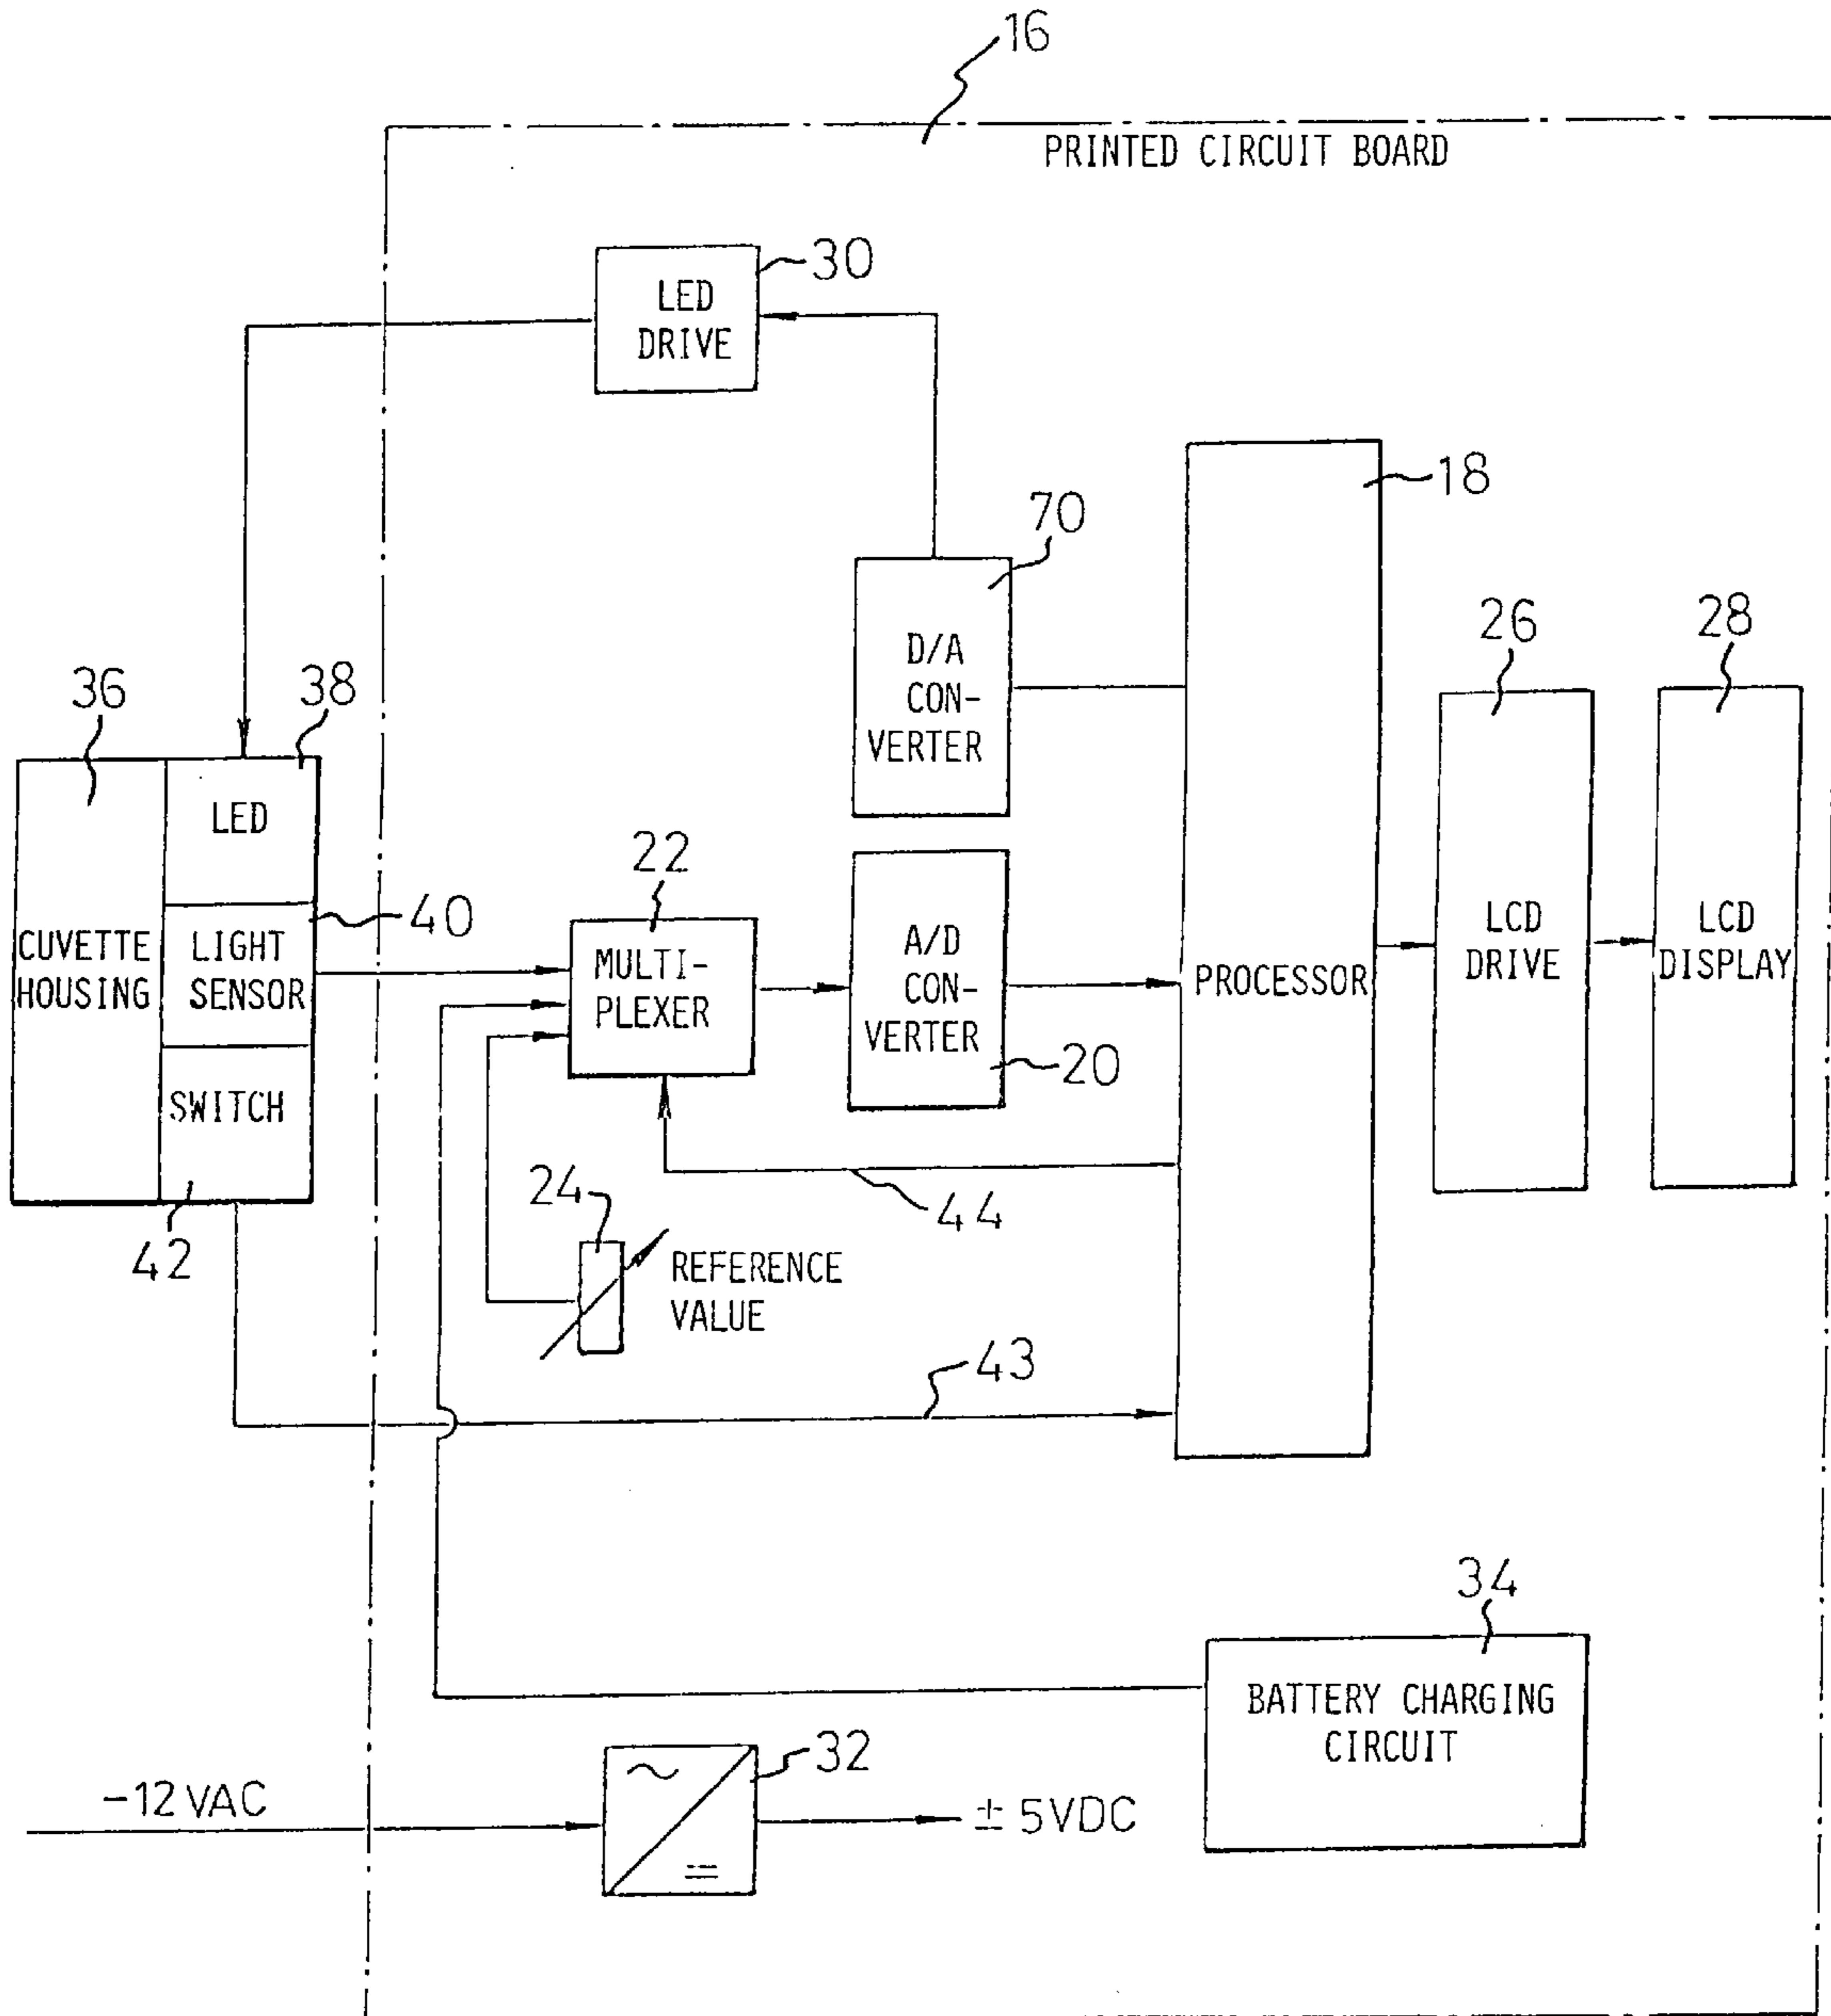 16
PRINTED CIRCUIT BOARD
30
LED
DRIVE
18
70
D/A
CON-
VERTER
26
28
36
38
LED
22
40
CUVETTE
HOUSING
LIGHT
SENSOR
MULTI-
PLEXER
A/D
CON-
VERTER
20
PROCESSOR
LCD
DRIVE
LCD
DISPLAY
SWITCH
42
24
44
REFERENCE
VALUE
43
34
BATTERY CHARGING
CIRCUIT
32
-12VAC
± 5VDC